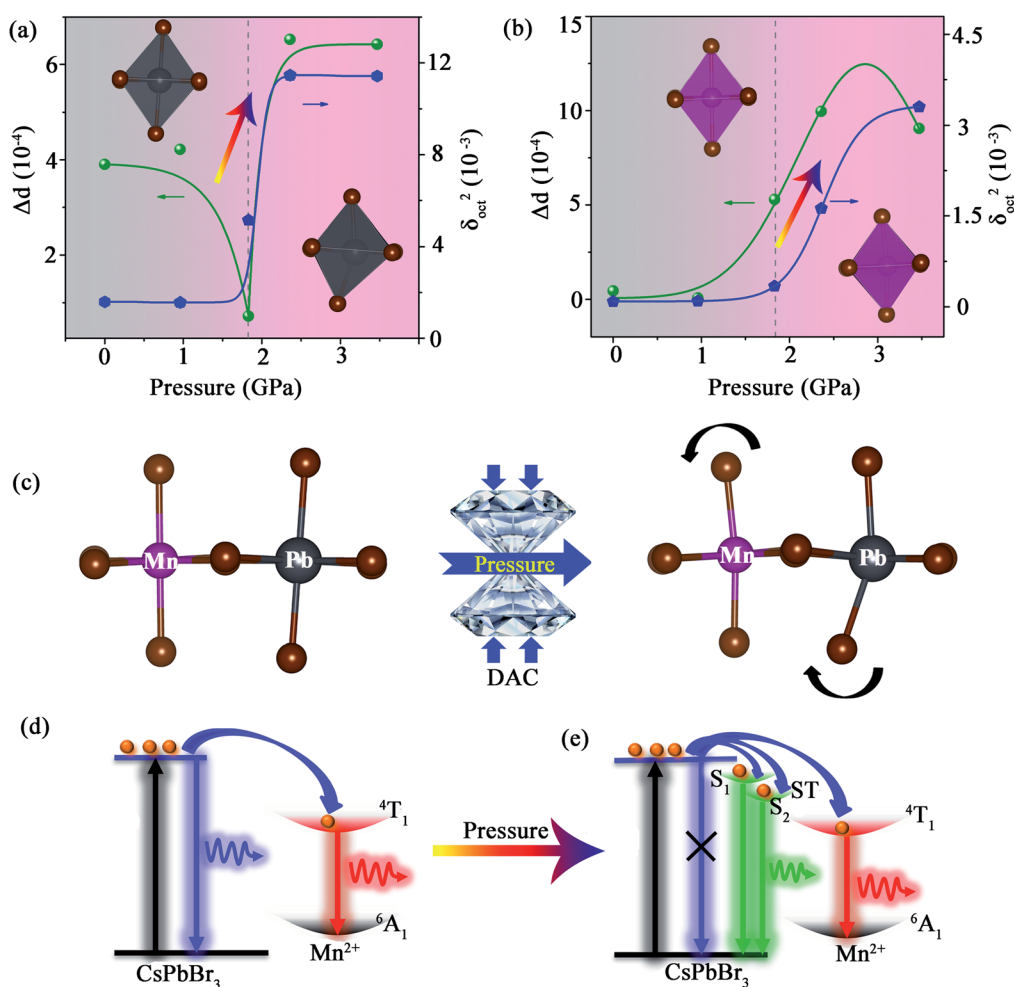 (a)
6
4
2
Δd (10⁻⁴)
12
8
4
0
δₒcₜ² (10⁻³)
0 1 2 3
Pressure (GPa)
(b)
15
10
5
0
Δd (10⁻⁴)
4.5
3
1.5
0
δₒcₜ² (10⁻³)
0 1 2 3
Pressure (GPa)
(c)
Mn Pb
Pressure
DAC
Mn Pb
(d)
⁴T₁
⁶A₁
Mn²⁺
CsPbBr₃
Pressure
(e)
S₁ ST
S₂
⁴T₁
⁶A₁
Mn²⁺
CsPbBr₃